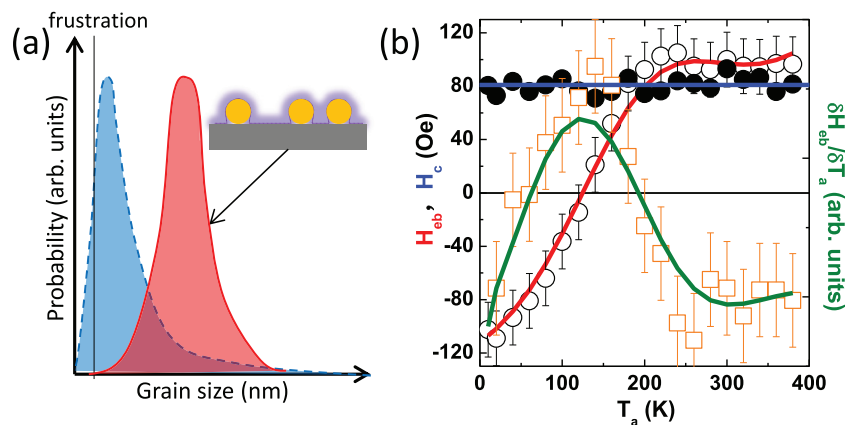 frustration
(a)
Probability (arb. units)
Grain size (nm)
(b)
H_eb, H_c (Oe)
120
80
40
0
-40
-80
-120
0
100
200
300
400
T_a (K)
δH_eb/δT_a (arb. units)